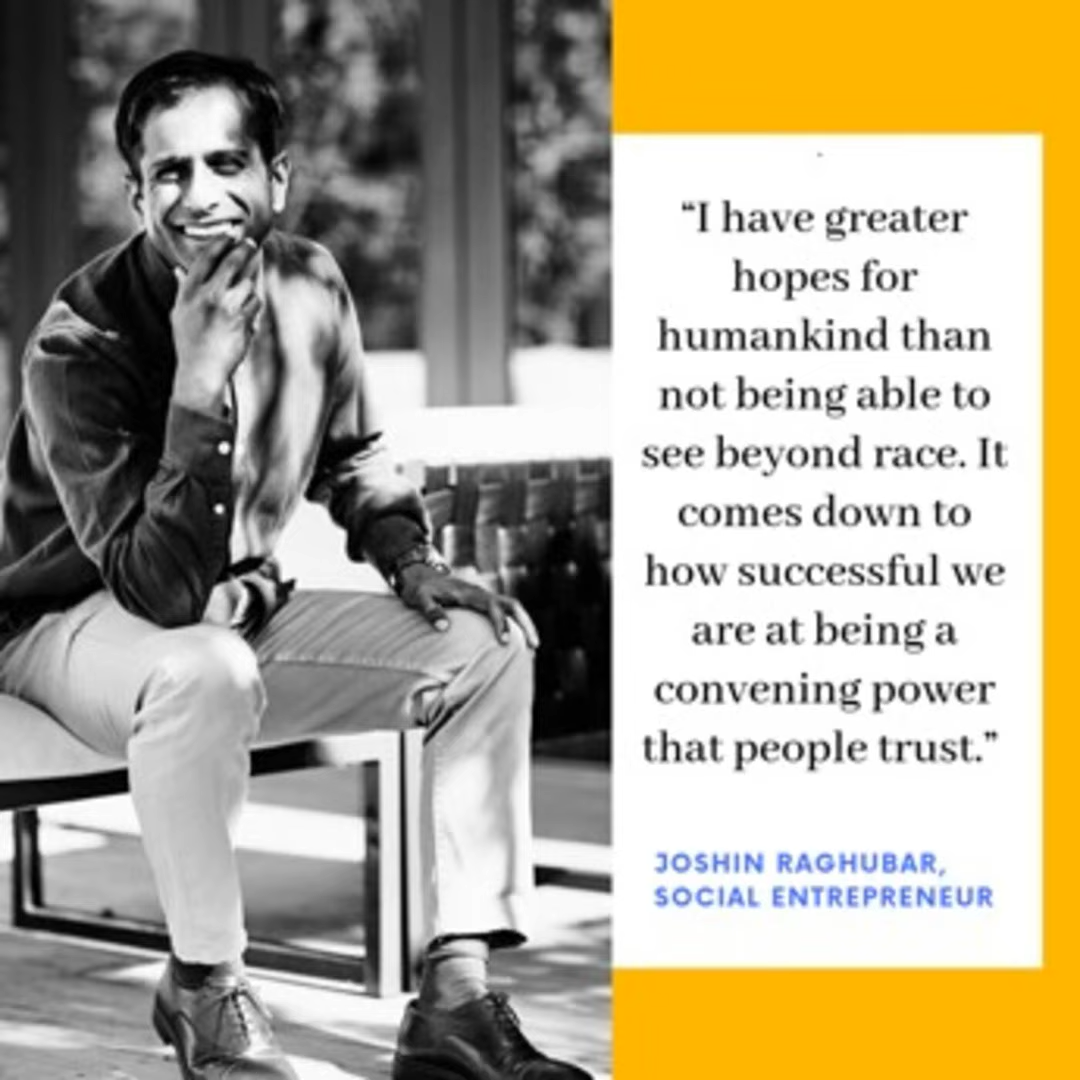 “I have greater
hopes for
humankind than
not being able to
see beyond race. It
comes down to
how successful we
are at being a
convening power
that people trust.”
JOSHIN RAGHUBAR,
SOCIAL ENTREPRENEUR